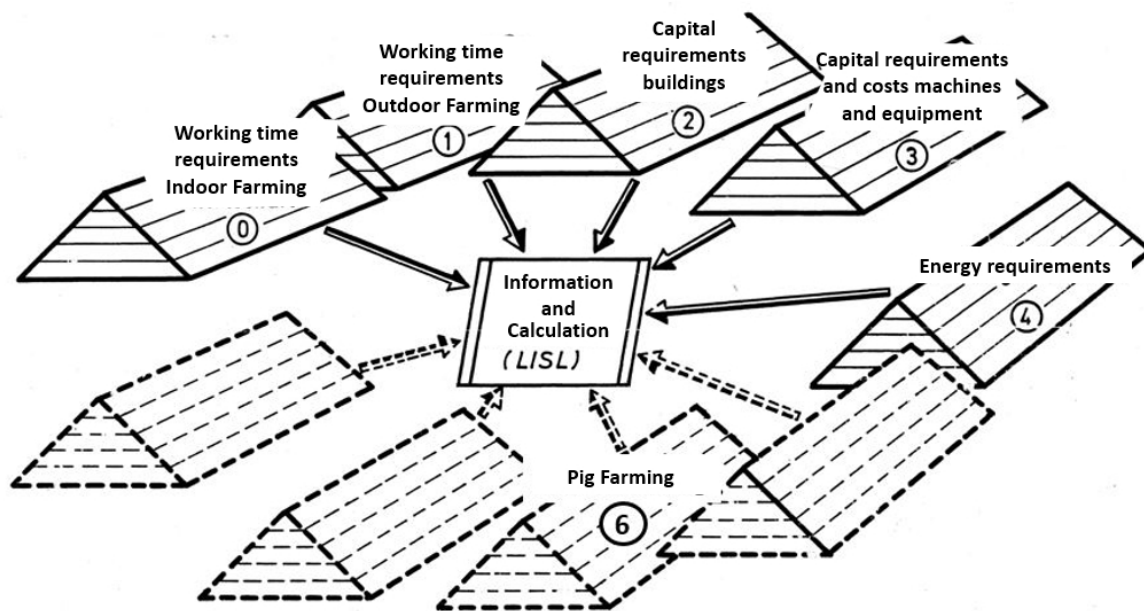 Working time
requirements
Indoor Farming
0
Working time
requirements
Outdoor Farming
1
Capital
requirements
buildings
2
Capital requirements
and costs machines
and equipment
3
Energy requirements
4
Information
and
Calculation
(LISL)
Pig Farming
6